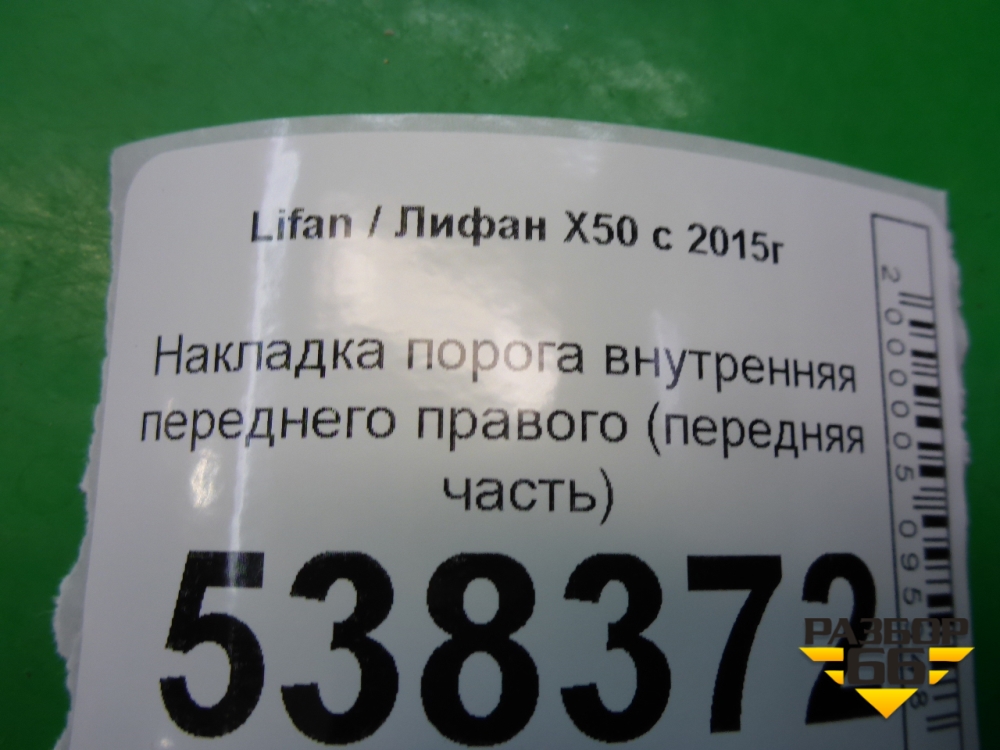 Lifan / Лифан X50 с 2015г
Накладка порога внутренняя
переднего правого (передняя
часть)
538372
РАЗБОР
66